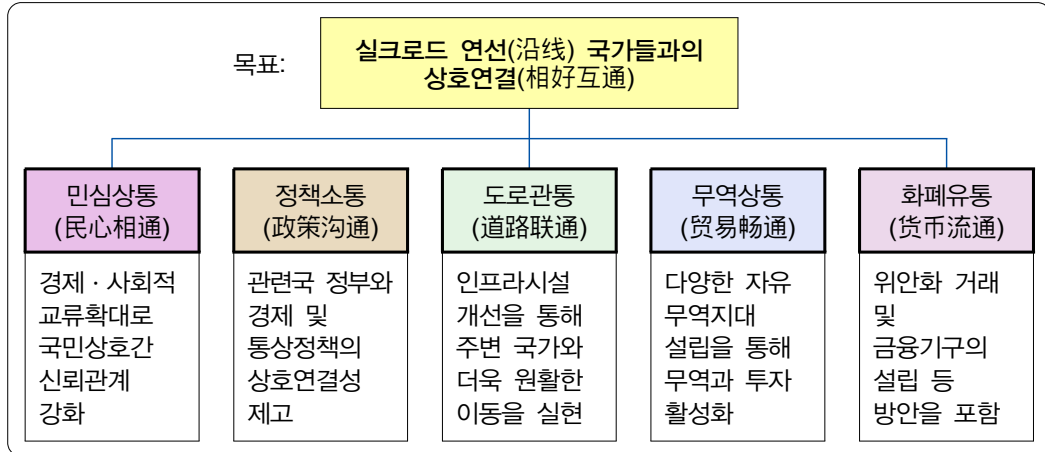 목표:
실크로드 연선(沿线) 국가들과의
상호연결(相好互通)
민심상통
(民心相通)
경제 · 사회적
교류확대로
국민상호간
신뢰관계
강화
정책소통
(政策沟通)
관련국 정부와
경제 및
통상정책의
상호연결성
제고
도로관통
(道路联通)
인프라시설
개선을 통해
주변 국가와
더욱 원활한
이동을 실현
무역상통
(贸易畅通)
다양한 자유
무역지대
설립을 통해
무역과 투자
활성화
화폐유통
(货币流通)
위안화 거래
및
금융기구의
설립 등
방안을 포함